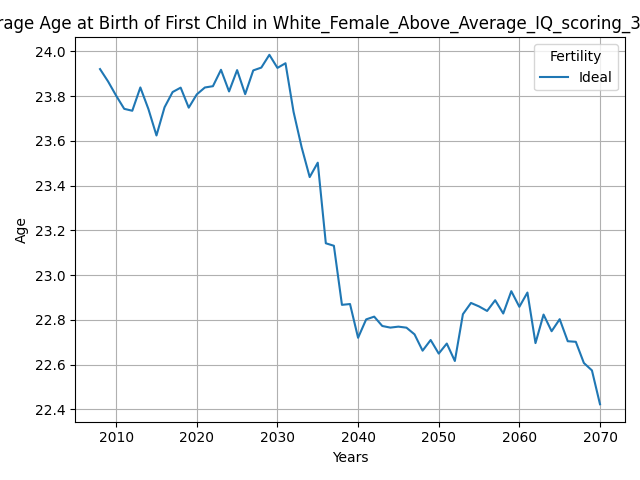 rage Age at Birth of First Child in White_Female_Above_Average_IQ_scoring_3
Fertility
Ideal
24.0
23.8
23.6
23.4
23.2
23.0
22.8
22.6
22.4
Age
2010 2020 2030 2040 2050 2060 2070
Years